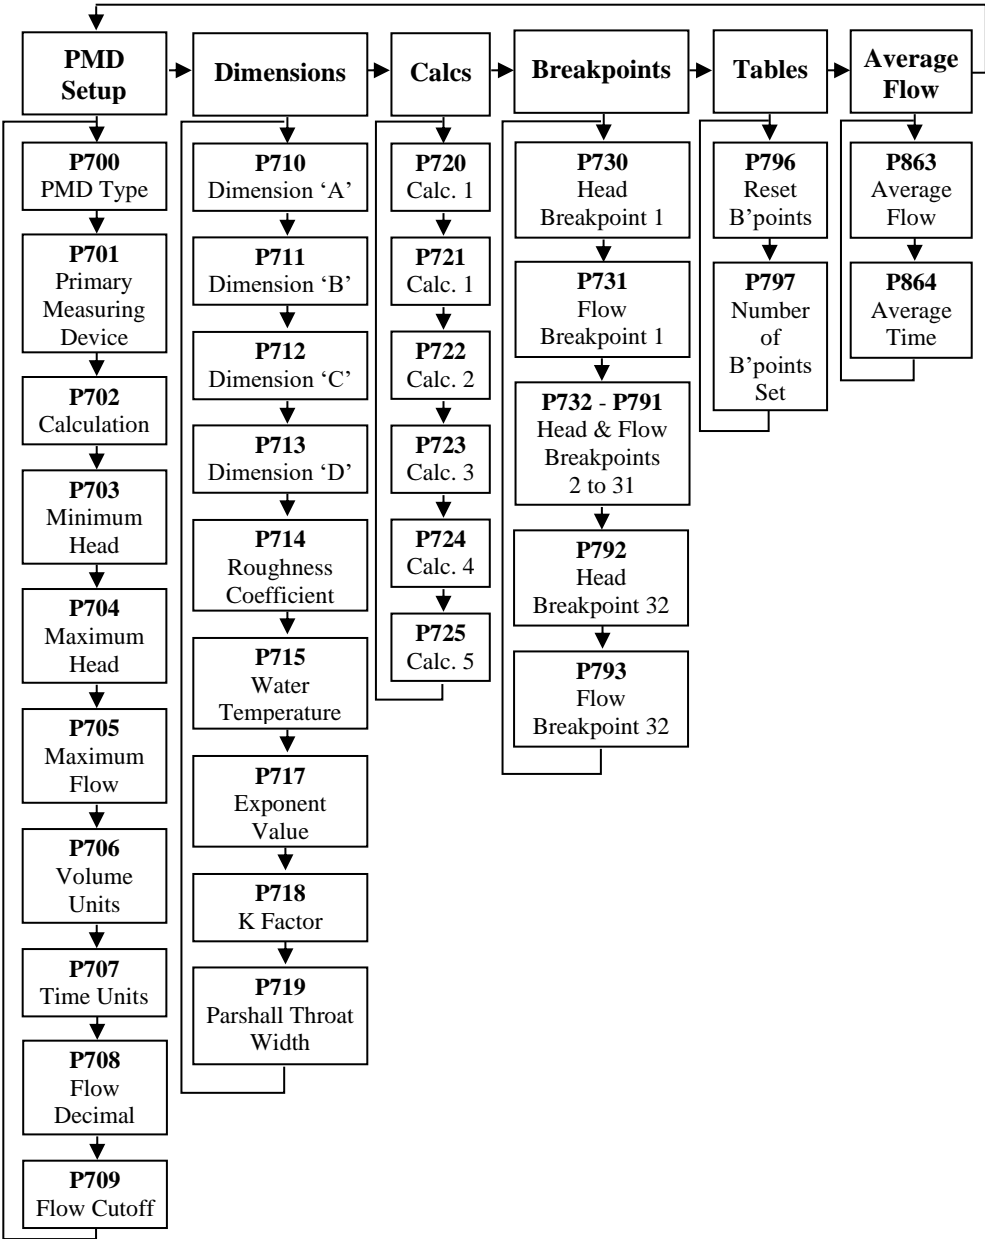 PMD
Setup
Dimensions
Calcs
Breakpoints
Tables
Average
Flow
P700
PMD Type
P701
Primary
Measuring
Device
P702
Calculation
P703
Minimum
Head
P704
Maximum
Head
P705
Maximum
Flow
P706
Volume
Units
P707
Time Units
P708
Flow
Decimal
P709
Flow Cutoff
P710
Dimension ‘A’
P711
Dimension ‘B’
P712
Dimension ‘C’
P713
Dimension ‘D’
P714
Roughness
Coefficient
P715
Water
Temperature
P717
Exponent
Value
P718
K Factor
P719
Parshall Throat
Width
P720
Calc. 1
P721
Calc. 1
P722
Calc. 2
P723
Calc. 3
P724
Calc. 4
P725
Calc. 5
P730
Head
Breakpoint 1
P731
Flow
Breakpoint 1
P732 - P791
Head & Flow
Breakpoints
2 to 31
P792
Head
Breakpoint 32
P793
Flow
Breakpoint 32
P796
Reset
B’points
P797
Number
of
B’points
Set
P863
Average
Flow
P864
Average
Time